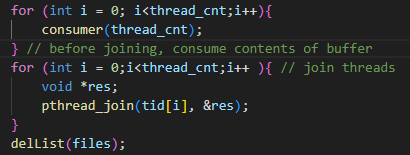 for (int i = 0; i<thread_cnt;i++){
    consumer(thread_cnt);
} // before joining, consume contents of buffer
for (int i = 0;i<thread_cnt;i++ ){ // join threads
    void *res;
    pthread_join(tid[i], &res);
}
delList(files);